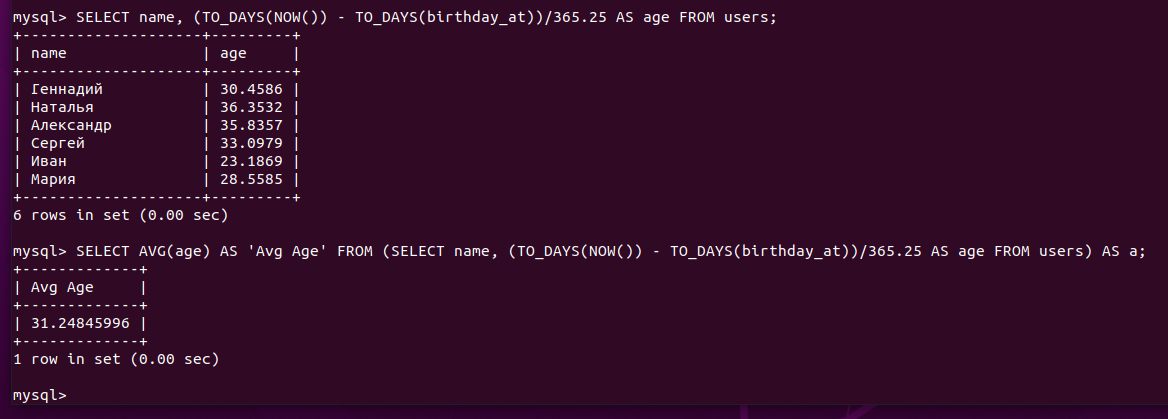 mysql> SELECT name, (TO_DAYS(NOW()) - TO_DAYS(birthday_at))/365.25 AS age FROM users;
+--------------------+---------+
| name               | age     |
+--------------------+---------+
| Геннадий           | 30.4586 |
| Наталья            | 36.3532 |
| Александр          | 35.8357 |
| Сергей             | 33.0979 |
| Иван               | 23.1869 |
| Мария              | 28.5585 |
+--------------------+---------+
6 rows in set (0.00 sec)
mysql> SELECT AVG(age) AS 'Avg Age' FROM (SELECT name, (TO_DAYS(NOW()) - TO_DAYS(birthday_at))/365.25 AS age FROM users) AS a;
+-------------+
| Avg Age     |
+-------------+
| 31.24845996 |
+-------------+
1 row in set (0.00 sec)
mysql>